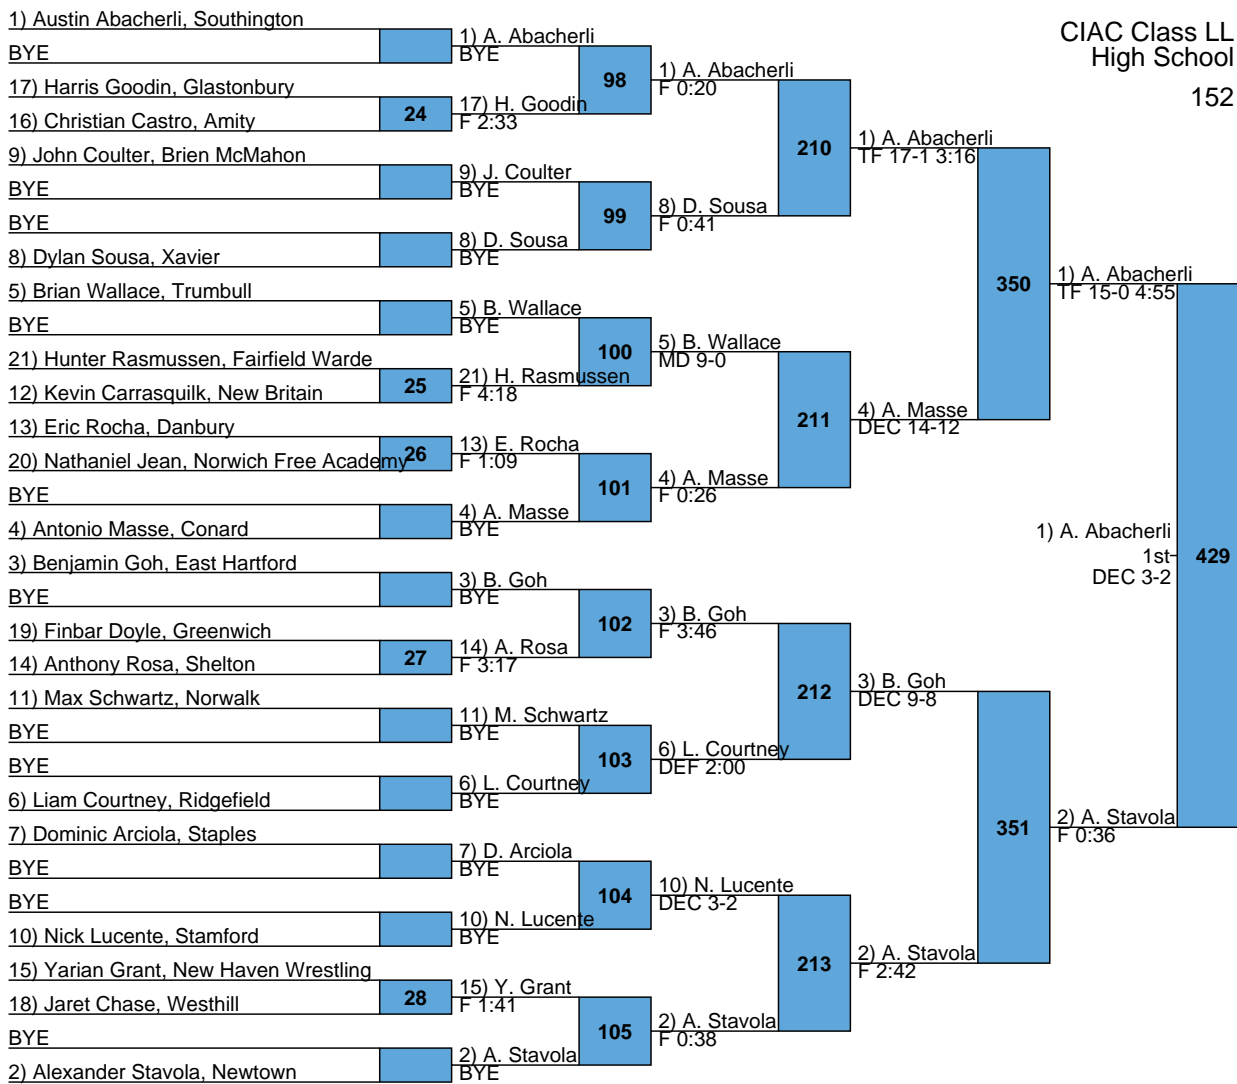 CIAC Class LL
High School
152
1) Austin Abacherli, Southington
BYE
17) Harris Goodin, Glastonbury
16) Christian Castro, Amity
9) John Coulter, Brien McMahon
BYE
BYE
8) Dylan Sousa, Xavier
5) Brian Wallace, Trumbull
BYE
21) Hunter Rasmussen, Fairfield Warde
12) Kevin Carrasquilk, New Britain
13) Eric Rocha, Danbury
20) Nathaniel Jean, Norwich Free Academy
BYE
4) Antonio Masse, Conard
3) Benjamin Goh, East Hartford
BYE
19) Finbar Doyle, Greenwich
14) Anthony Rosa, Shelton
11) Max Schwartz, Norwalk
BYE
BYE
6) Liam Courtney, Ridgefield
7) Dominic Arciola, Staples
BYE
BYE
10) Nick Lucente, Stamford
15) Yarian Grant, New Haven Wrestling
18) Jaret Chase, Westhill
BYE
2) Alexander Stavola, Newtown
24
25
26
27
28
1) A. Abacherli
BYE
17) H. Goodin
F 2:33
9) J. Coulter
BYE
8) D. Sousa
BYE
5) B. Wallace
BYE
21) H. Rasmussen
F 4:18
13) E. Rocha
F 1:09
4) A. Masse
BYE
3) B. Goh
BYE
14) A. Rosa
F 3:17
11) M. Schwartz
BYE
6) L. Courtney
BYE
7) D. Arciola
BYE
10) N. Lucente
BYE
15) Y. Grant
F 1:41
2) A. Stavola
BYE
98
99
100
101
102
103
104
105
1) A. Abacherli
F 0:20
8) D. Sousa
F 0:41
5) B. Wallace
MD 9-0
4) A. Masse
F 0:26
3) B. Goh
F 3:46
6) L. Courtney
DEF 2:00
10) N. Lucente
DEC 3-2
2) A. Stavola
F 0:38
210
211
212
213
1) A. Abacherli
TF 17-1 3:16
4) A. Masse
DEC 14-12
3) B. Goh
DEC 9-8
2) A. Stavola
F 2:42
350
351
1) A. Abacherli
TF 15-0 4:55
2) A. Stavola
F 0:36
429
1) A. Abacherli
1st
DEC 3-2